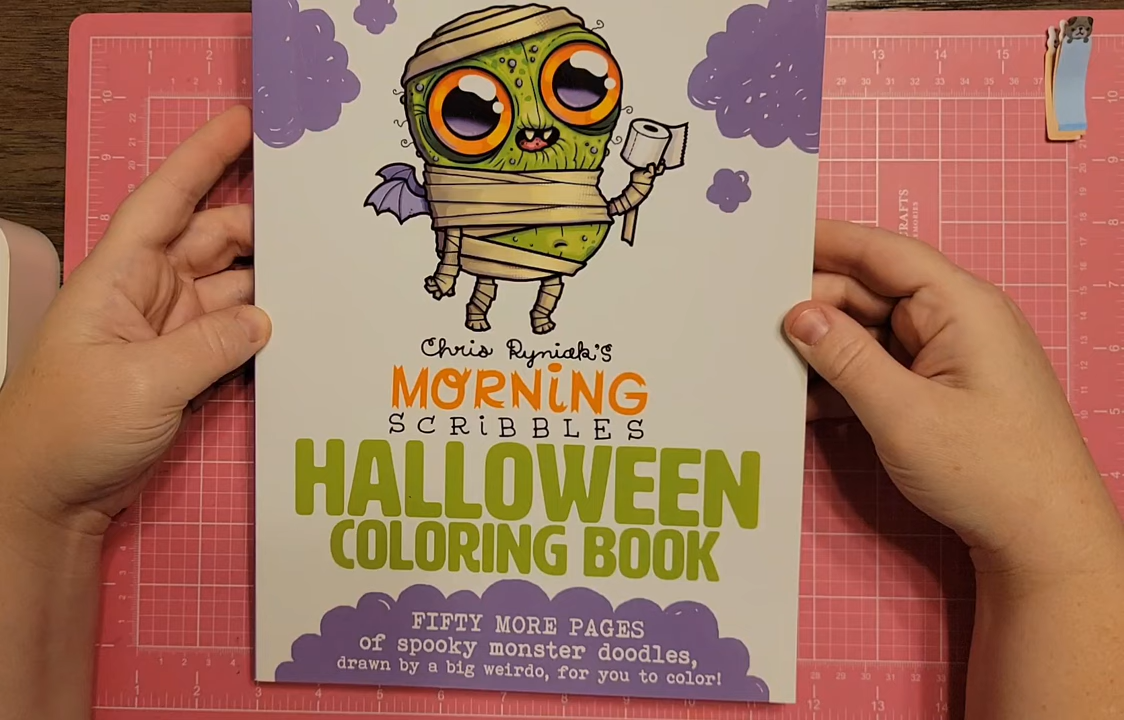 Chris Ryniak's
MORNiNG
SCRiBBLES
HALLOWEEN
COLORING BOOK
FIFTY MORE PAGES
of spooky monster doodles,
drawn by a big weirdo, for you to color!